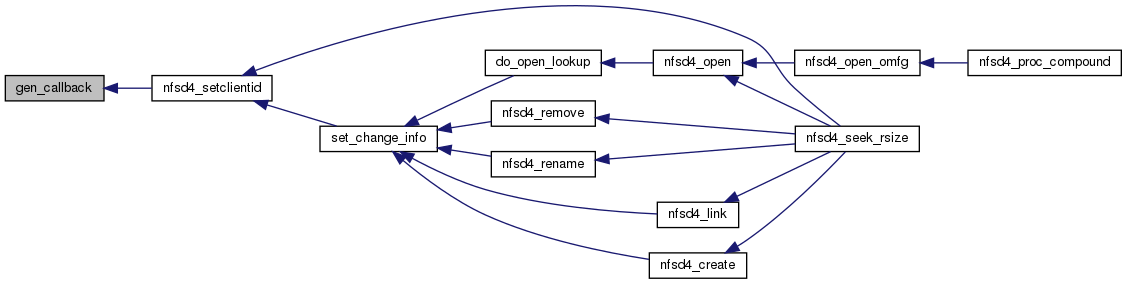 gen_callback
nfsd4_setclientid
set_change_info
do_open_lookup
nfsd4_remove
nfsd4_rename
nfsd4_open
nfsd4_link
nfsd4_create
nfsd4_open_omfg
nfsd4_seek_rsize
nfsd4_proc_compound